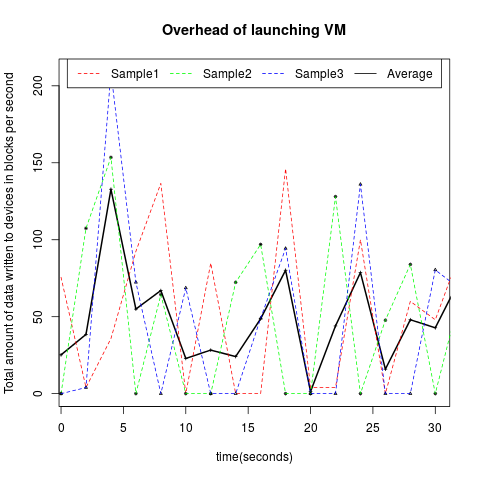 Overhead of launching VM
Total amount of data written to devices in blocks per second
Sample1 Sample2 Sample3 Average
200
150
100
50
0
0 5 10 15 20 25 30
time(seconds)